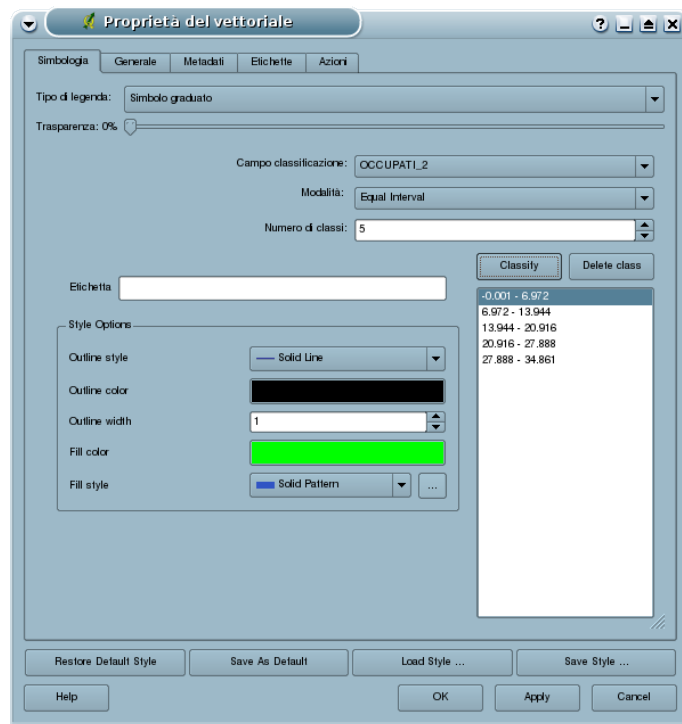 Proprietà del vettoriale
Simbologia Generale Metadati Etichette Azioni
Tipo di legenda: Simbolo graduato
Trasparenza: 0%
Campo classificazione: OCCUPATI_2
Modalità: Equal Interval
Numero di classi: 5
Classify Delete class
Etichetta
-0.001 - 6.972
6.972 - 13.944
13.944 - 20.916
20.916 - 27.888
27.888 - 34.861
Style Options
Outline style Solid Line
Outline color
Outline width 1
Fill color
Fill style Solid Pattern ...
Restore Default Style Save As Default Load Style ... Save Style ...
Help OK Apply Cancel